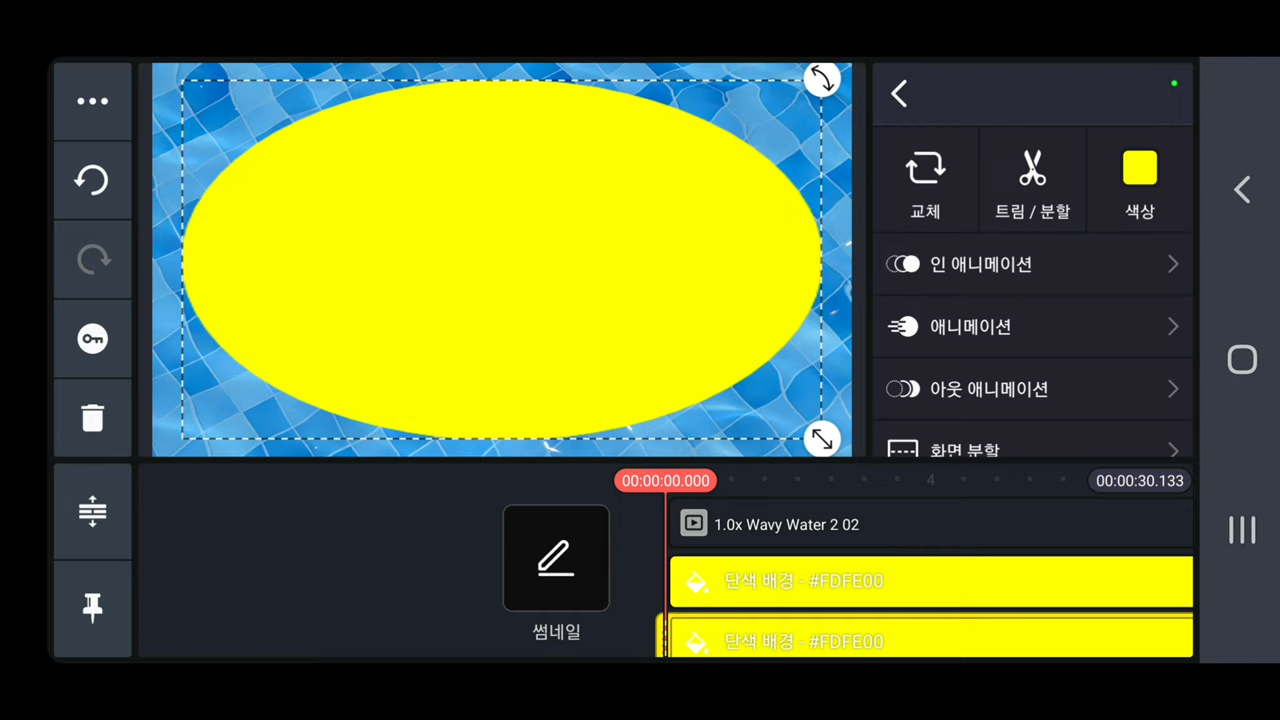 교체
트림 / 분할
색상
인 애니메이션
애니메이션
아웃 애니메이션
화면 분할
00:00:00.000
4
00:00:30.133
1.0x Wavy Water 2 02
단색 배경 - #FDFE00
썸네일
단색 배경 - #FDFE00